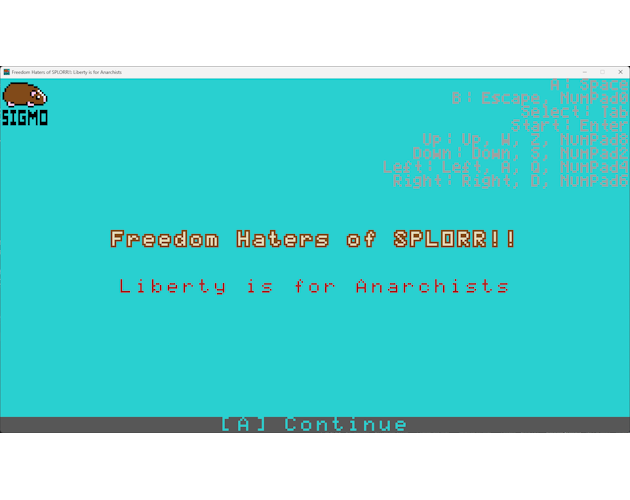 Freedom Haters of SPLORR!!: Liberty is for Anarchists
SIGMO
A: Space
B: Escape, NumPad0
Select: Tab
Start: Enter
Up: Up, W, Z, NumPad8
Down: Down, S, NumPad2
Left: Left, A, Q, NumPad4
Right: Right, D, NumPad6
Freedom Haters of SPLORR!!
Liberty is for Anarchists
[A] Continue